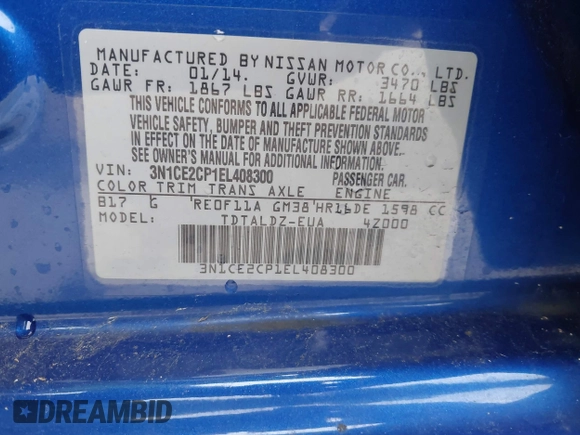 MANUFACTURED BY NISSAN MOTOR CO., LTD.
DATE: 01/14. GVWR: 3470 LBS
GAWR FR: 1867 LBS GAWR RR: 1664 LBS
THIS VEHICLE CONFORMS TO ALL APPLICABLE FEDERAL MOTOR
VEHICLE SAFETY, BUMPER AND THEFT PREVENTION STANDARDS
IN EFFECT ON THE DATE OF MANUFACTURE SHOWN ABOVE.
SEE OWNER'S MANUAL FOR ADDITIONAL INFORMATION.
VIN: 3N1CE2CP1EL408300 PASSENGER CAR.
COLOR TRIM TRANS AXLE ENGINE
B17 G RE0F11A GM38 HR16DE 1598 CC
MODEL: TDTALDZ-EUA 4Z000
3N1CE2CP1EL408300
DREAMBID